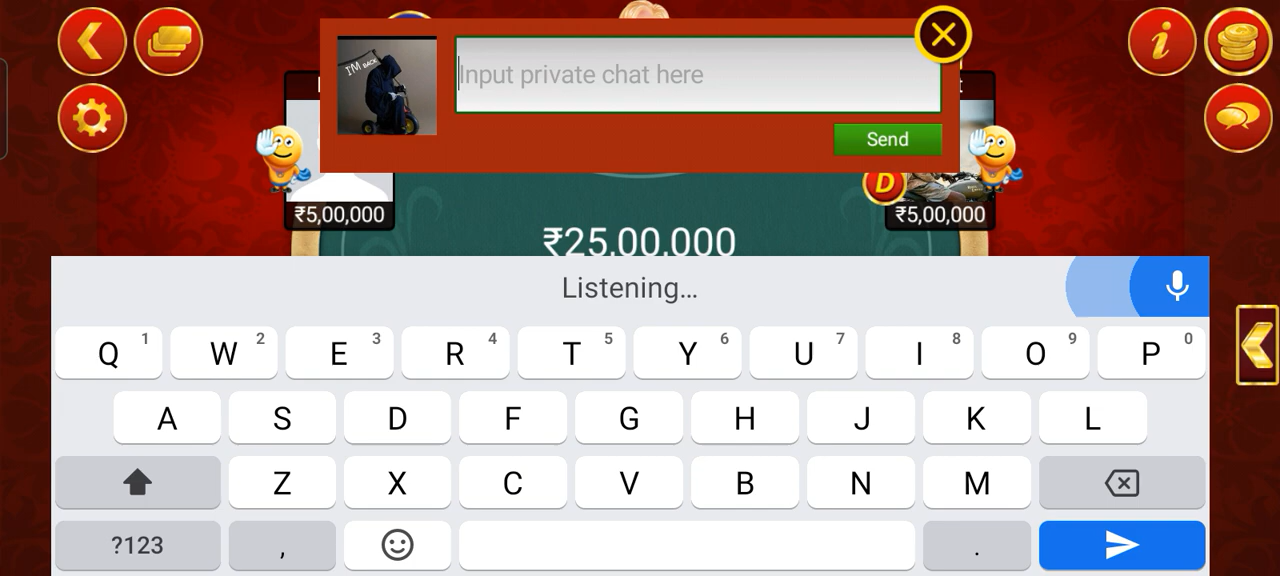 I'M BACK
Input private chat here
Send
i
t
D
₹5,00,000
₹5,00,000
₹25,00,000
Listening...
Q 1 W 2 E 3 R 4 T 5 Y 6 U 7 I 8 O 9 P 0
A S D F G H J K L
Z X C V B N M
?123 , .